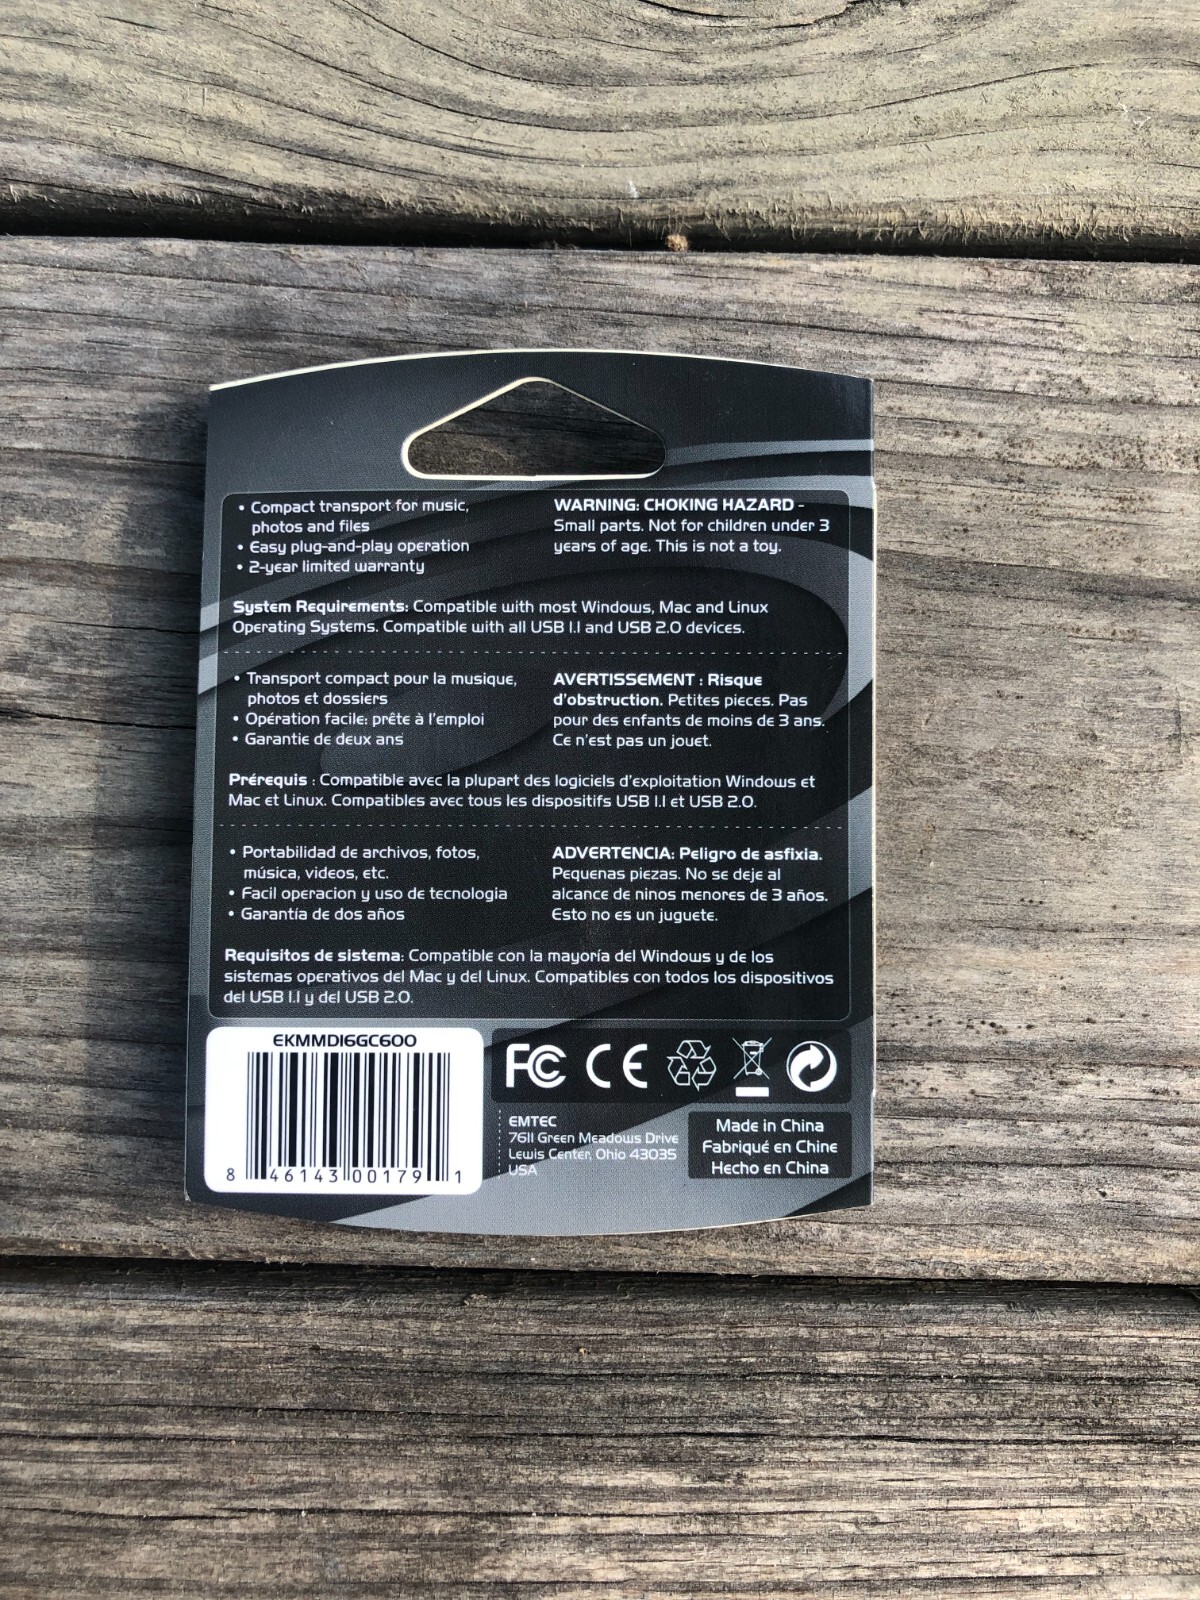 • Compact transport for music,
photos and files
• Easy plug-and-play operation
• 2-year limited warranty
WARNING: CHOKING HAZARD -
Small parts. Not for children under 3
years of age. This is not a toy.
System Requirements: Compatible with most Windows, Mac and Linux
Operating Systems. Compatible with all USB 1.1 and USB 2.0 devices.
• Transport compact pour la musique,
photos et dossiers
• Opération facile: prête à l'emploi
• Garantie de deux ans
AVERTISSEMENT : Risque
d'obstruction. Petites pieces. Pas
pour des enfants de moins de 3 ans.
Ce n'est pas un jouet.
Prérequis : Compatible avec la plupart des logiciels d'exploitation Windows et
Mac et Linux. Compatibles avec tous les dispositifs USB 1.1 et USB 2.0.
• Portabilidad de archivos, fotos,
música, videos, etc.
• Facil operacion y uso de tecnologia
• Garantía de dos años
ADVERTENCIA: Peligro de asfixia.
Pequenas piezas. No se deje al
alcance de ninos menores de 3 años.
Esto no es un juguete.
Requisitos de sistema: Compatible con la mayoría del Windows y de los
sistemas operativos del Mac y del Linux. Compatibles con todos los dispositivos
del USB 1.1 y del USB 2.0.
EKMMD16GC600
8 46143 00179 1
FC CE
EMTEC
7611 Green Meadows Drive
Lewis Center, Ohio 43035
USA
Made in China
Fabriqué en Chine
Hecho en China